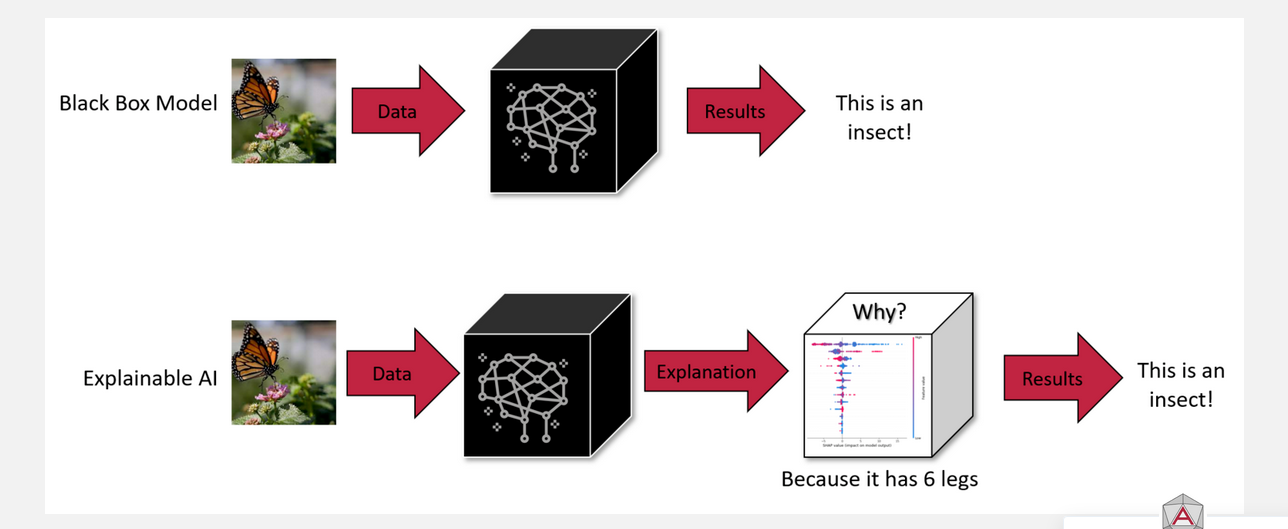 Black Box Model
Data
Results
This is an
insect!
Explainable AI
Data
Explanation
Why?
High
Feature value
Low
SHAP value (impact on model output)
Because it has 6 legs
Results
This is an
insect!
A